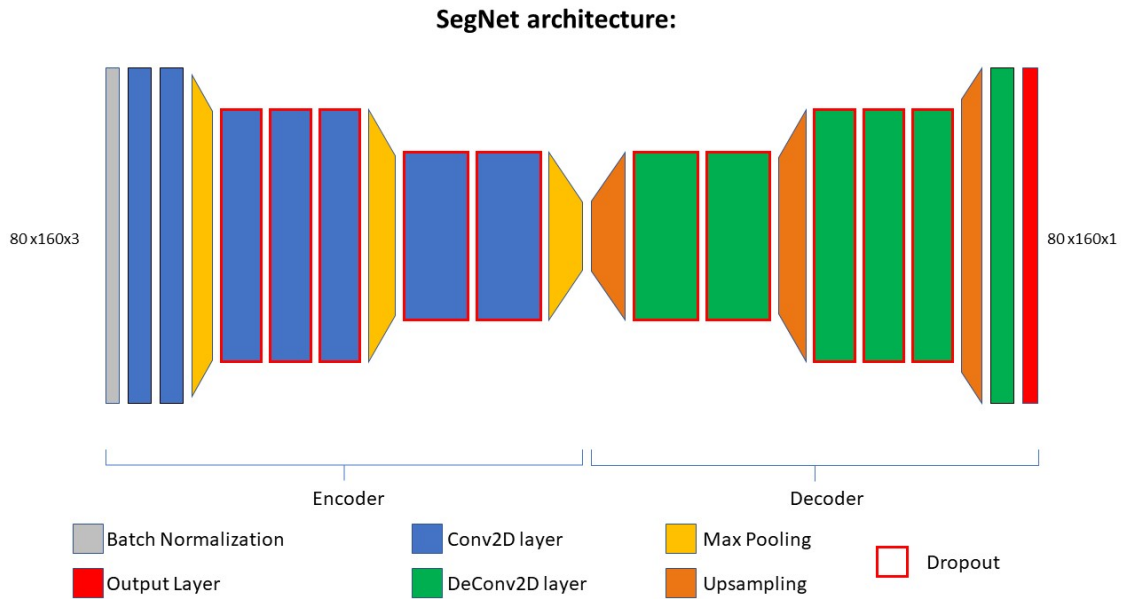 SegNet architecture:
80x160x3
80x160x1
Encoder
Decoder
Batch Normalization
Conv2D layer
Max Pooling
Dropout
Output Layer
DeConv2D layer
Upsampling